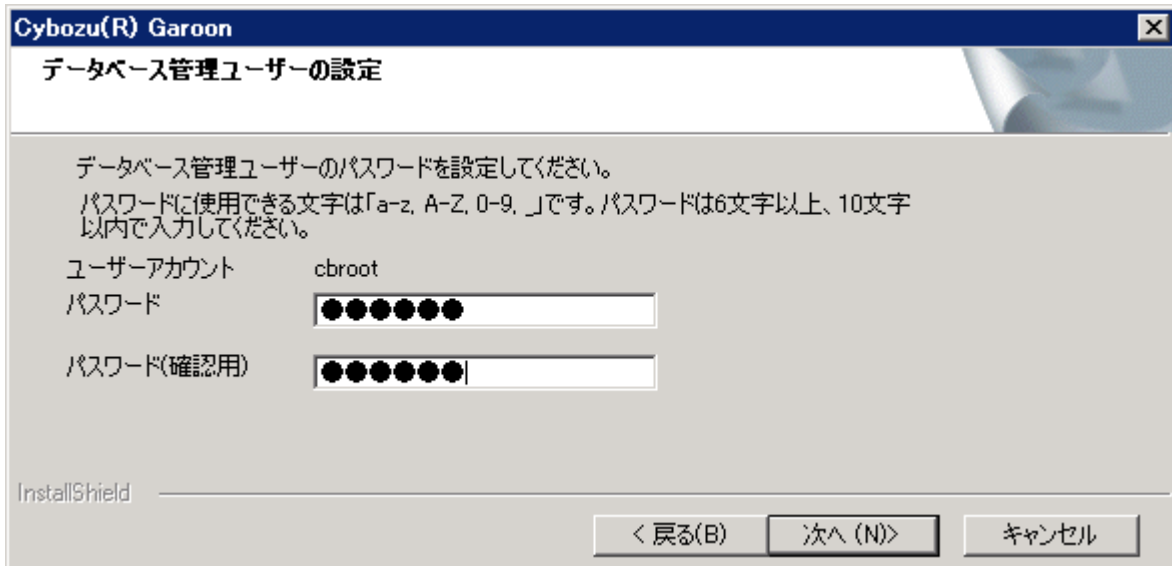 Cybozu(R) Garoon
データベース管理ユーザーの設定
データベース管理ユーザーのパスワードを設定してください。
パスワードに使用できる文字は「a-z, A-Z, 0-9, _」です。パスワードは6文字以上、10文字
以内で入力してください。
ユーザーアカウント cbroot
パスワード ●●●●●●
パスワード(確認用) ●●●●●●
InstallShield
< 戻る(B) 次へ (N)> キャンセル